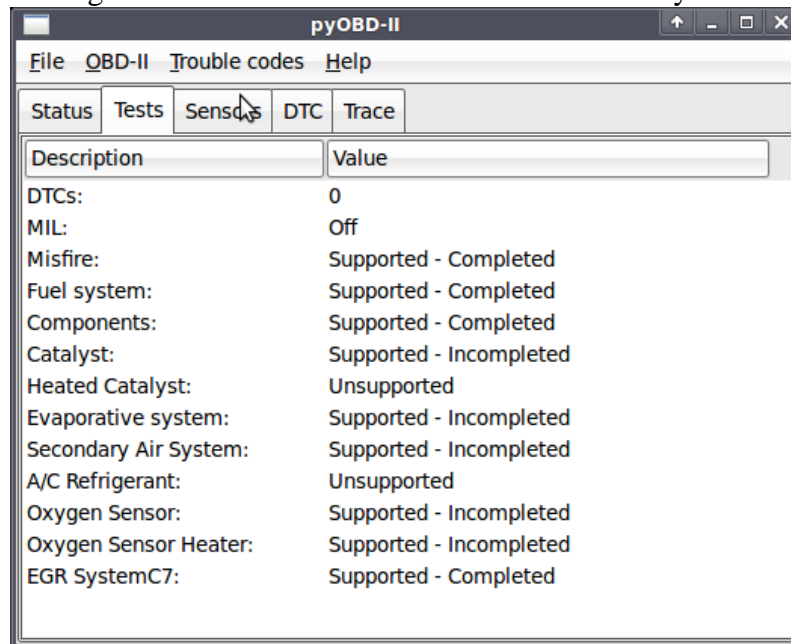 pyOBD-II
File OBD-II Trouble codes Help
Status Tests Sensors DTC Trace
Description Value
DTCs: 0
MIL: Off
Misfire: Supported - Completed
Fuel system: Supported - Completed
Components: Supported - Completed
Catalyst: Supported - Incompleted
Heated Catalyst: Unsupported
Evaporative system: Supported - Incompleted
Secondary Air System: Supported - Incompleted
A/C Refrigerant: Unsupported
Oxygen Sensor: Supported - Incompleted
Oxygen Sensor Heater: Supported - Incompleted
EGR SystemC7: Supported - Completed